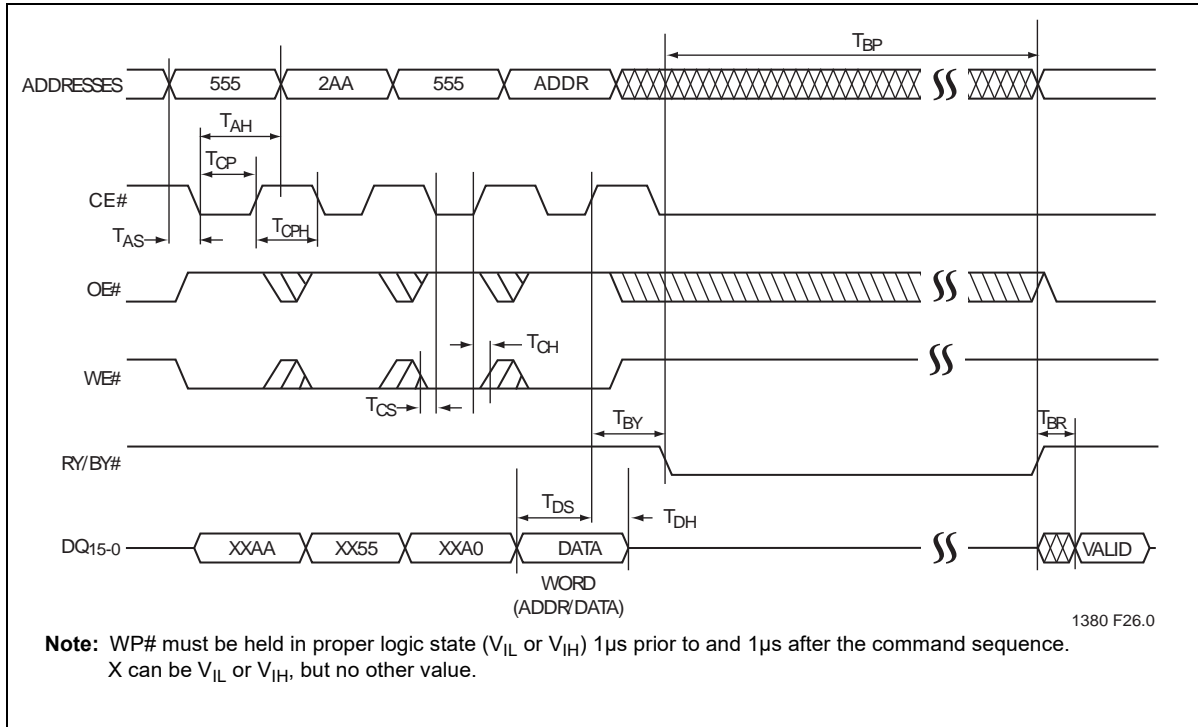 T_BP
ADDRESSES 555 2AA 555 ADDR
T_AH
T_CP
CE#
T_AS T_CPH
OE#
T_CH
WE#
T_CS
T_BY T_BR
RY/BY#
T_DS T_DH
DQ15-0 XXAA XX55 XXA0 DATA VALID
WORD
(ADDR/DATA)
1380 F26.0
Note: WP# must be held in proper logic state (V_IL or V_IH) 1µs prior to and 1µs after the command sequence.
X can be V_IL or V_IH, but no other value.